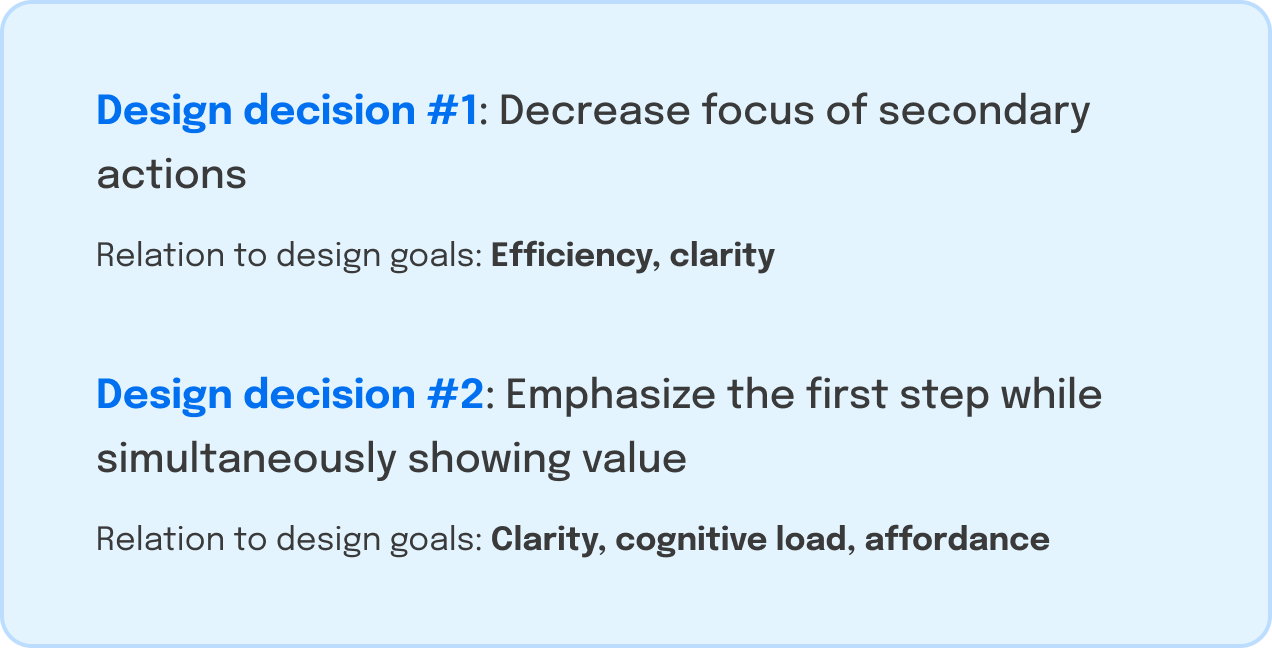 Design decision #1: Decrease focus of secondary
actions
Relation to design goals: Efficiency, clarity
Design decision #2: Emphasize the first step while
simultaneously showing value
Relation to design goals: Clarity, cognitive load, affordance